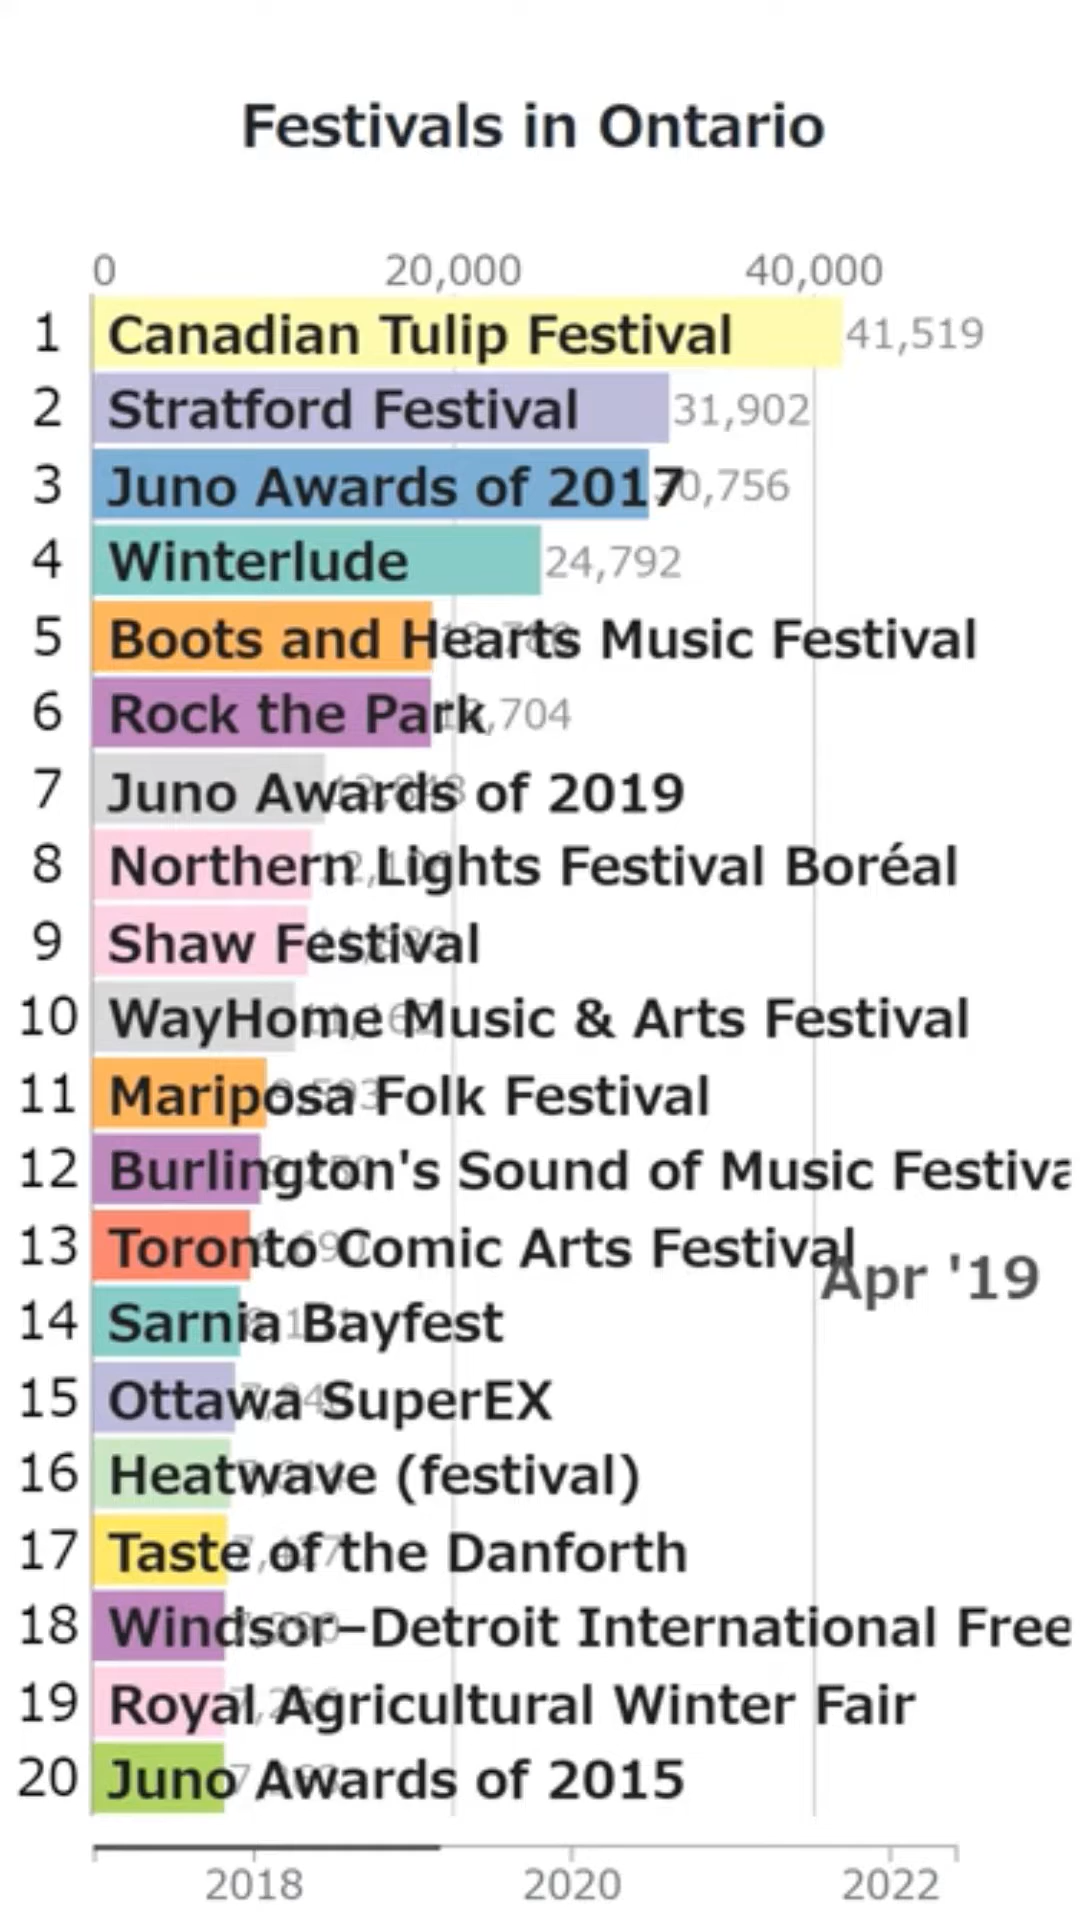 Festivals in Ontario
0 20,000 40,000
1 Canadian Tulip Festival 41,519
2 Stratford Festival 31,902
3 Juno Awards of 2017 30,756
4 Winterlude 24,792
5 Boots and Hearts Music Festival
6 Rock the Park
7 Juno Awards of 2019
8 Northern Lights Festival Boréal
9 Shaw Festival
10 WayHome Music & Arts Festival
11 Mariposa Folk Festival
12 Burlington's Sound of Music Festiva
13 Toronto Comic Arts Festival
Apr '19
14 Sarnia Bayfest
15 Ottawa SuperEX
16 Heatwave (festival)
17 Taste of the Danforth
18 Windsor–Detroit International Free
19 Royal Agricultural Winter Fair
20 Juno Awards of 2015
2018 2020 2022